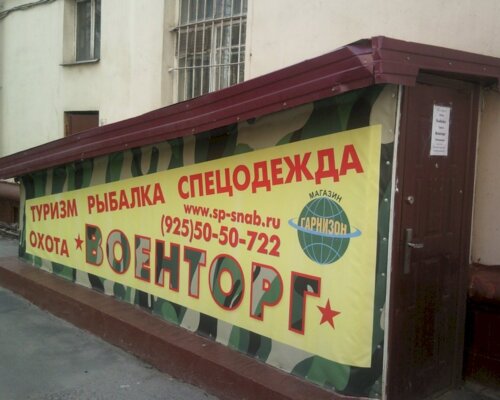 ТУРИЗМ РЫБАЛКА СПЕЦОДЕЖДА
www.sp-snab.ru
(925)50-50-722
ОХОТА ВОЕНТОРГ
МАГАЗИН
ГАРНИЗОН